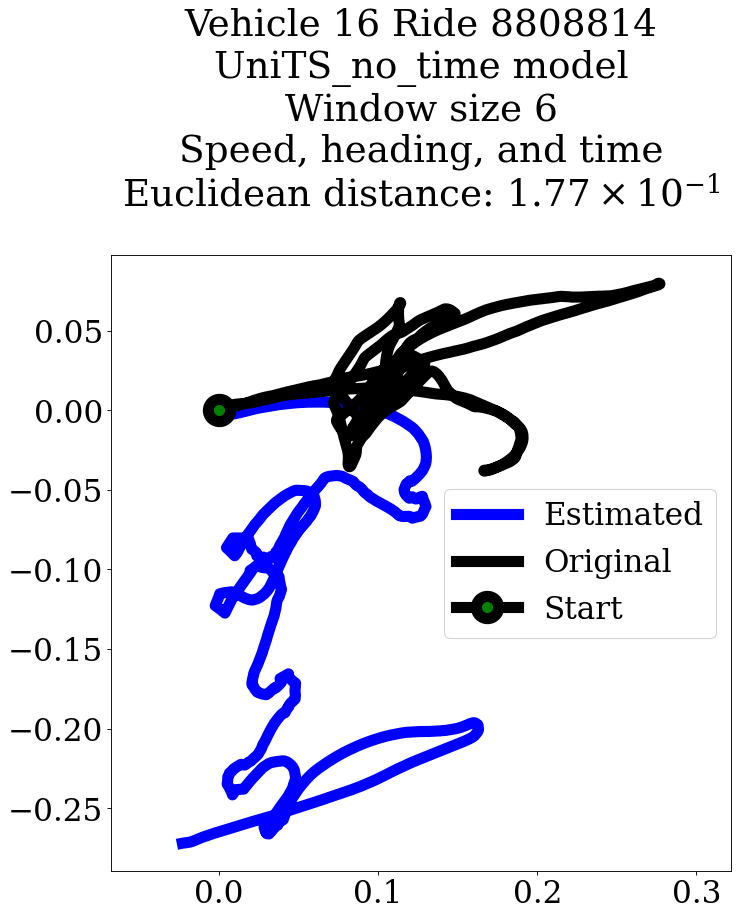 Vehicle 16 Ride 8808814
UniTS_no_time model
Window size 6
Speed, heading, and time
Euclidean distance: 1.77 × 10⁻¹
0.05
0.00
−0.05
−0.10
−0.15
−0.20
−0.25
Estimated
Original
Start
0.0 0.1 0.2 0.3